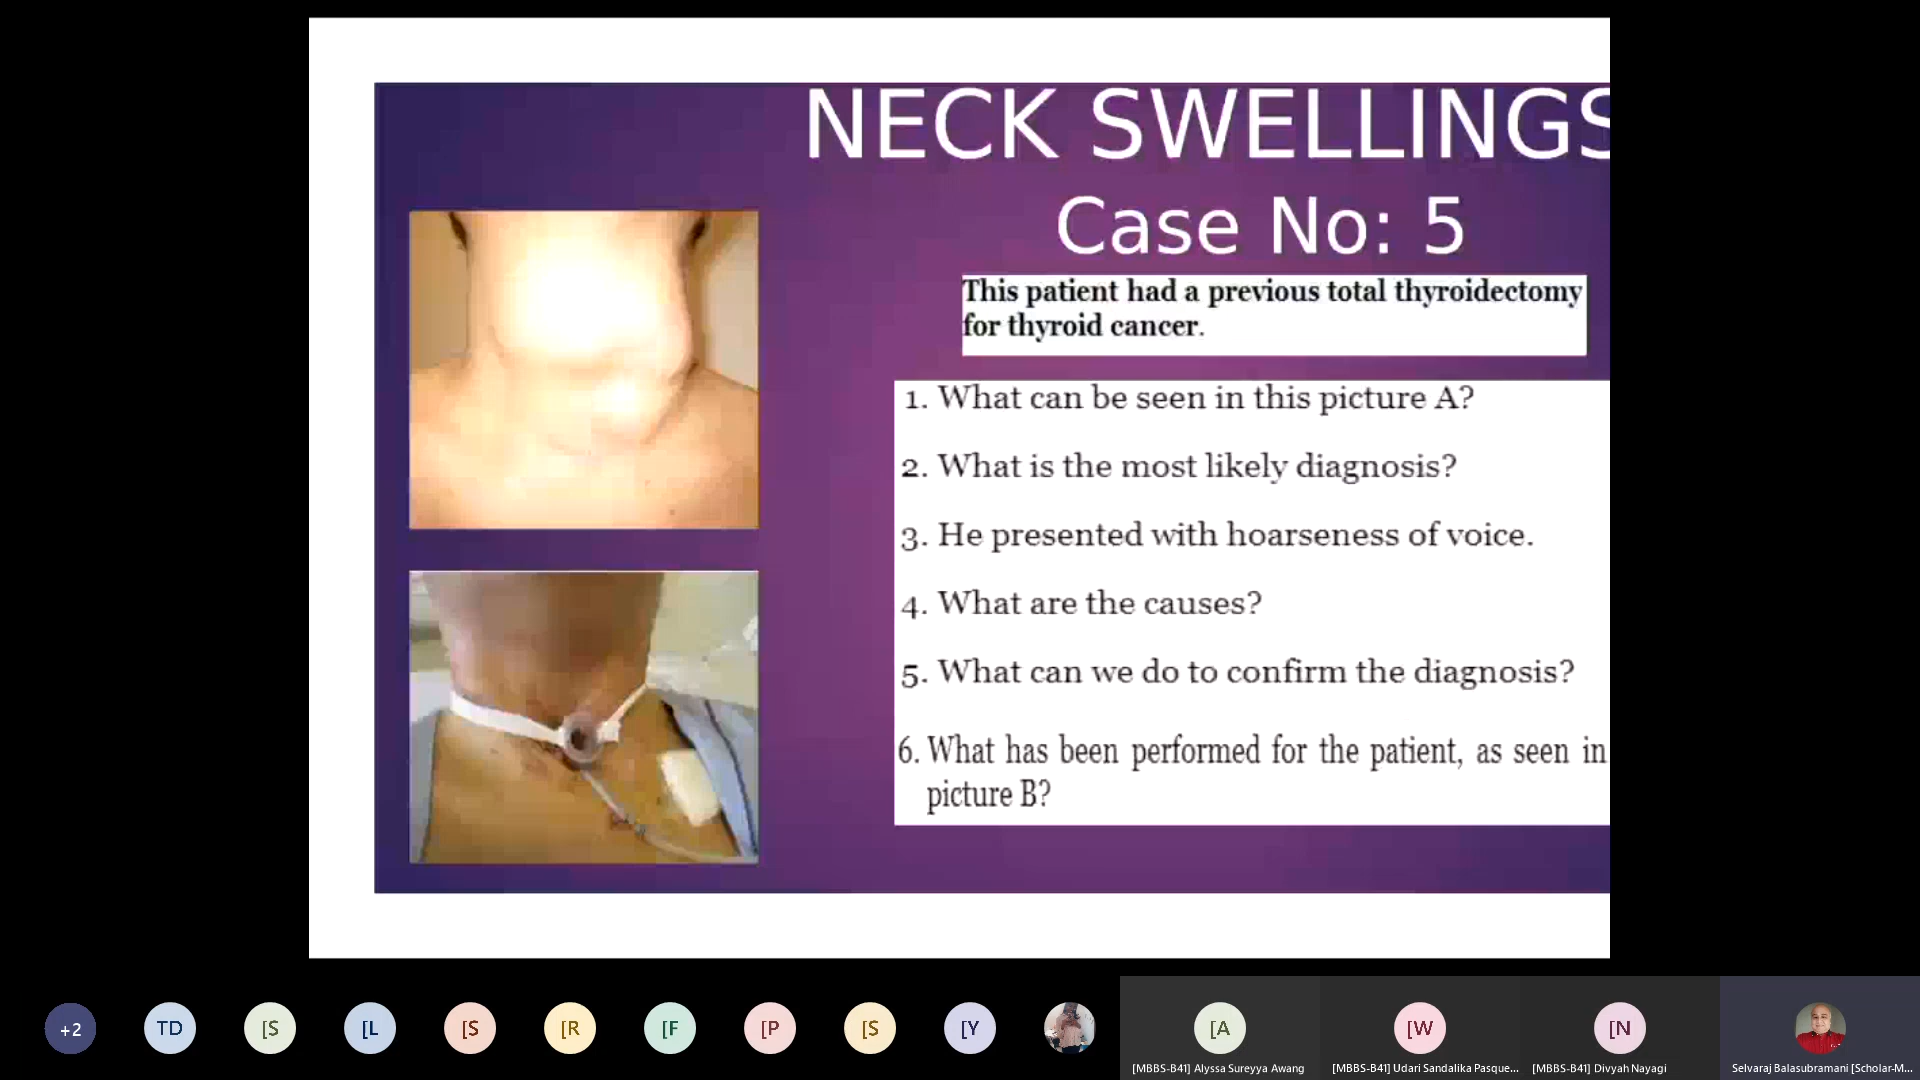 NECK SWELLINGS
Case No: 5
This patient had a previous total thyroidectomy
for thyroid cancer.
1. What can be seen in this picture A?
2. What is the most likely diagnosis?
3. He presented with hoarseness of voice.
4. What are the causes?
5. What can we do to confirm the diagnosis?
6. What has been performed for the patient, as seen in
picture B?
+2
TD
[S
[L
[S
[R
[F
[P
[S
[Y
[A
[W
[N
[MBBS-B41] Alyssa Sureyya Awang
[MBBS-B41] Udari Sandalika Pasque...
[MBBS-B41] Divyah Nayagi
Selvaraj Balasubramani [Scholar-M...